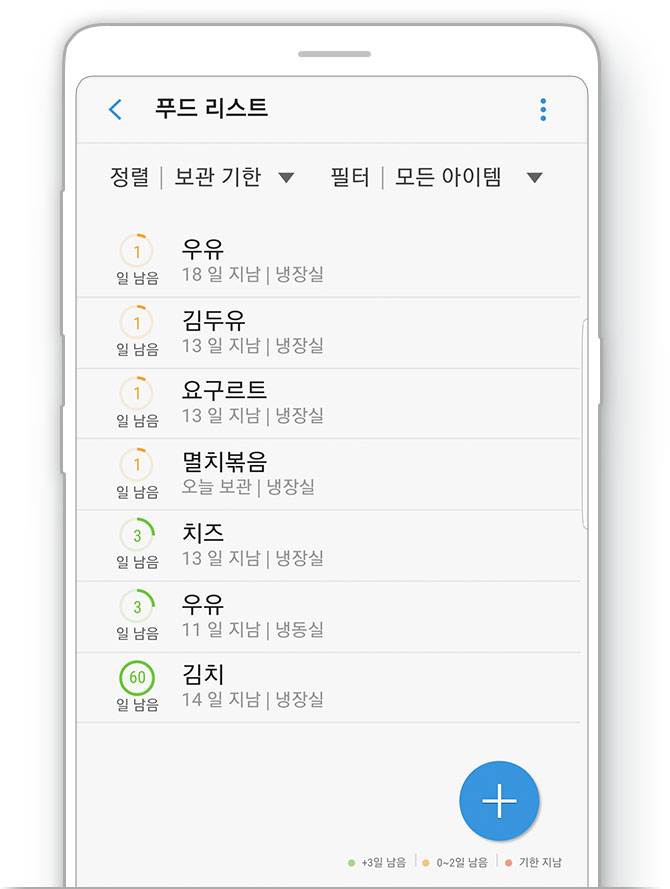 푸드 리스트
정렬 | 보관 기한 필터 | 모든 아이템
1
일 남음
우유
18 일 지남 | 냉장실
1
일 남음
김두유
13 일 지남 | 냉장실
1
일 남음
요구르트
13 일 지남 | 냉장실
1
일 남음
멸치볶음
오늘 보관 | 냉장실
3
일 남음
치즈
13 일 지남 | 냉장실
3
일 남음
우유
11 일 지남 | 냉동실
60
일 남음
김치
14 일 지남 | 냉장실
+3일 남음 | 0~2일 남음 | 기한 지남